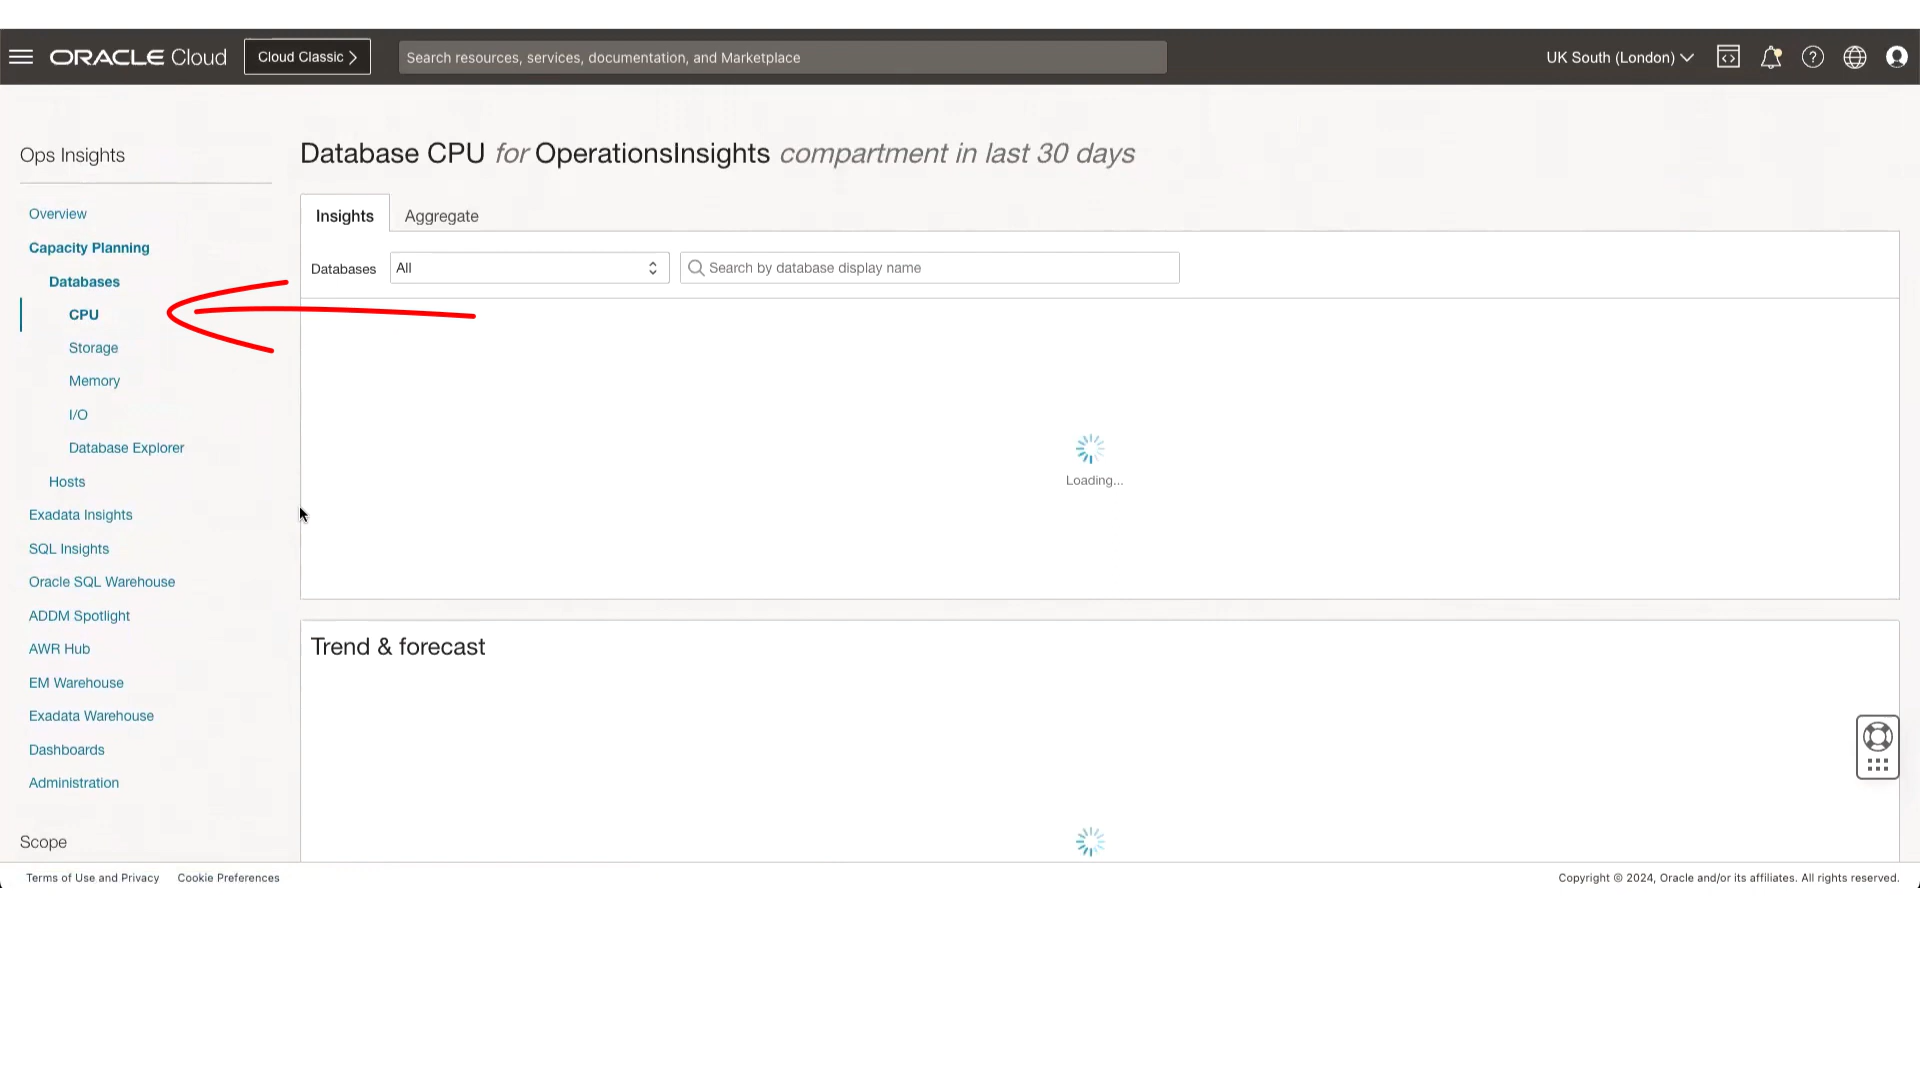 ORACLE Cloud
Cloud Classic
Search resources, services, documentation, and Marketplace
UK South (London)
Ops Insights
Overview
Capacity Planning
Databases
CPU
Storage
Memory
I/O
Database Explorer
Hosts
Exadata Insights
SQL Insights
Oracle SQL Warehouse
ADDM Spotlight
AWR Hub
EM Warehouse
Exadata Warehouse
Dashboards
Administration
Scope
Database CPU for OperationsInsights compartment in last 30 days
Insights Aggregate
Databases All Search by database display name
Loading...
Trend & forecast
Terms of Use and Privacy Cookie Preferences
Copyright © 2024, Oracle and/or its affiliates. All rights reserved.